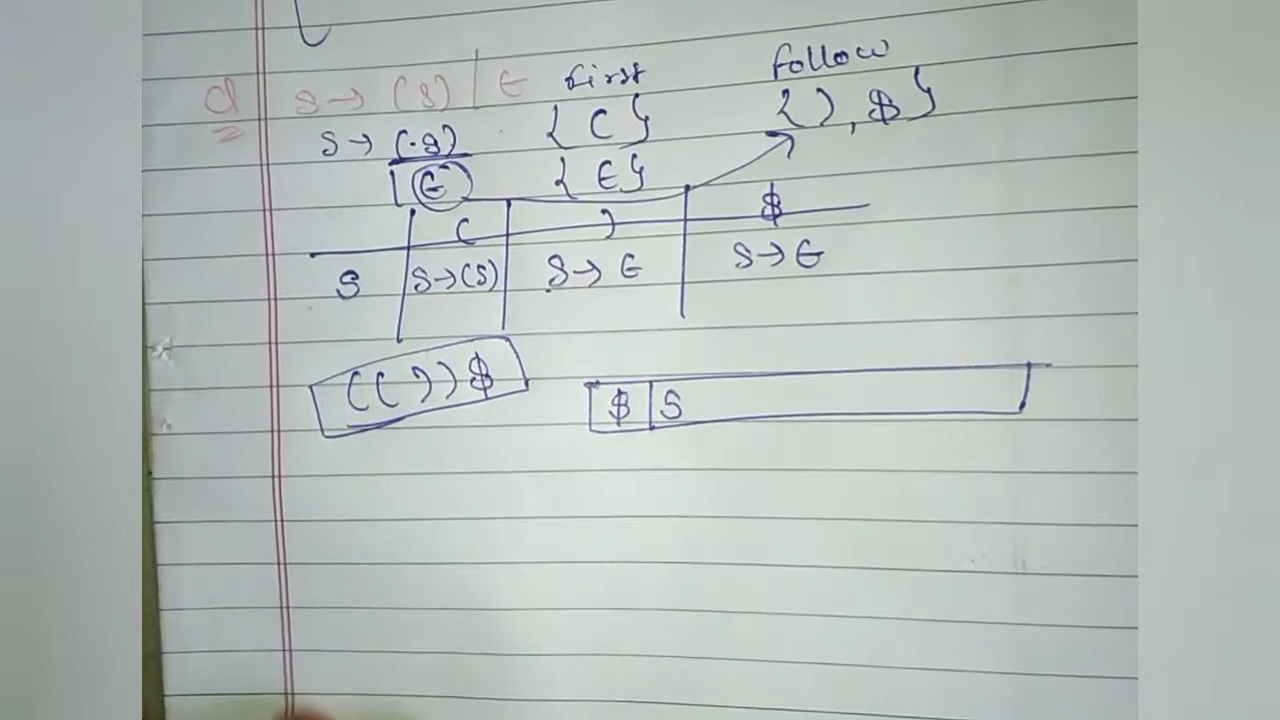 Q S → (S) | ε First Follow
S → (·S) { ( } { ), $ }
| ε { ε }
( ) $
S S → (S) S → ε S → ε
(())$ $ S